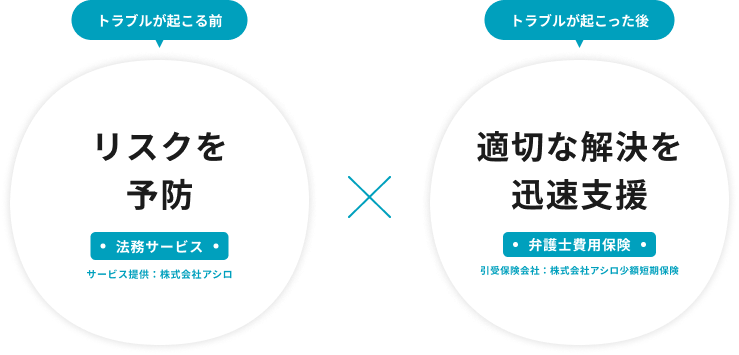 トラブルが起こる前
リスクを
予防
• 法務サービス •
サービス提供：株式会社アシロ
トラブルが起こった後
適切な解決を
迅速支援
• 弁護士費用保険 •
引受保険会社：株式会社アシロ少額短期保険